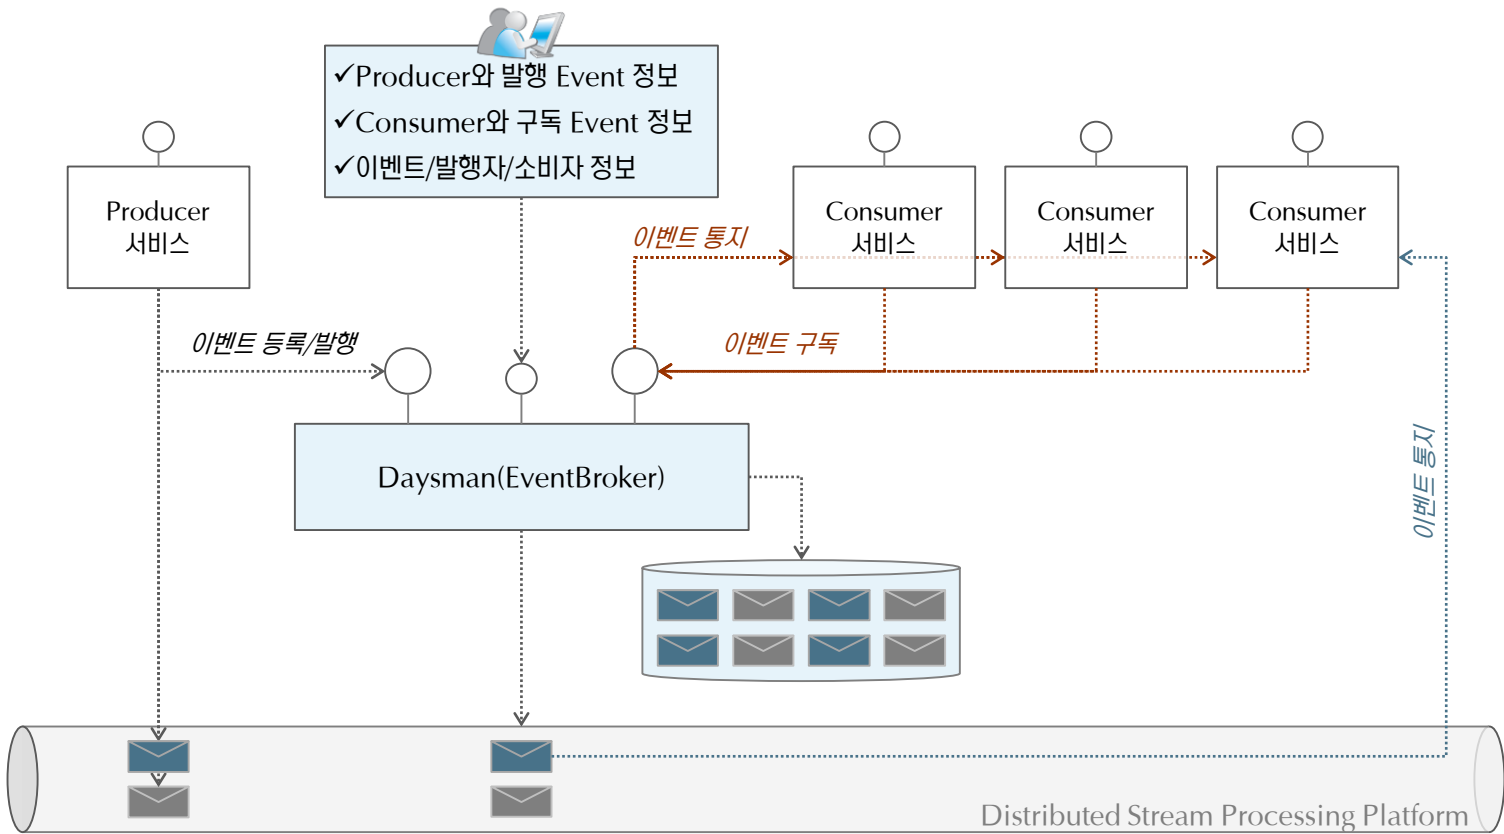 ✓Producer와 발행 Event 정보
✓Consumer와 구독 Event 정보
✓이벤트/발행자/소비자 정보
Producer
서비스
Consumer
서비스
Consumer
서비스
Consumer
서비스
이벤트 통지
이벤트 등록/발행
이벤트 구독
Daysman(EventBroker)
이벤트 통지
Distributed Stream Processing Platform